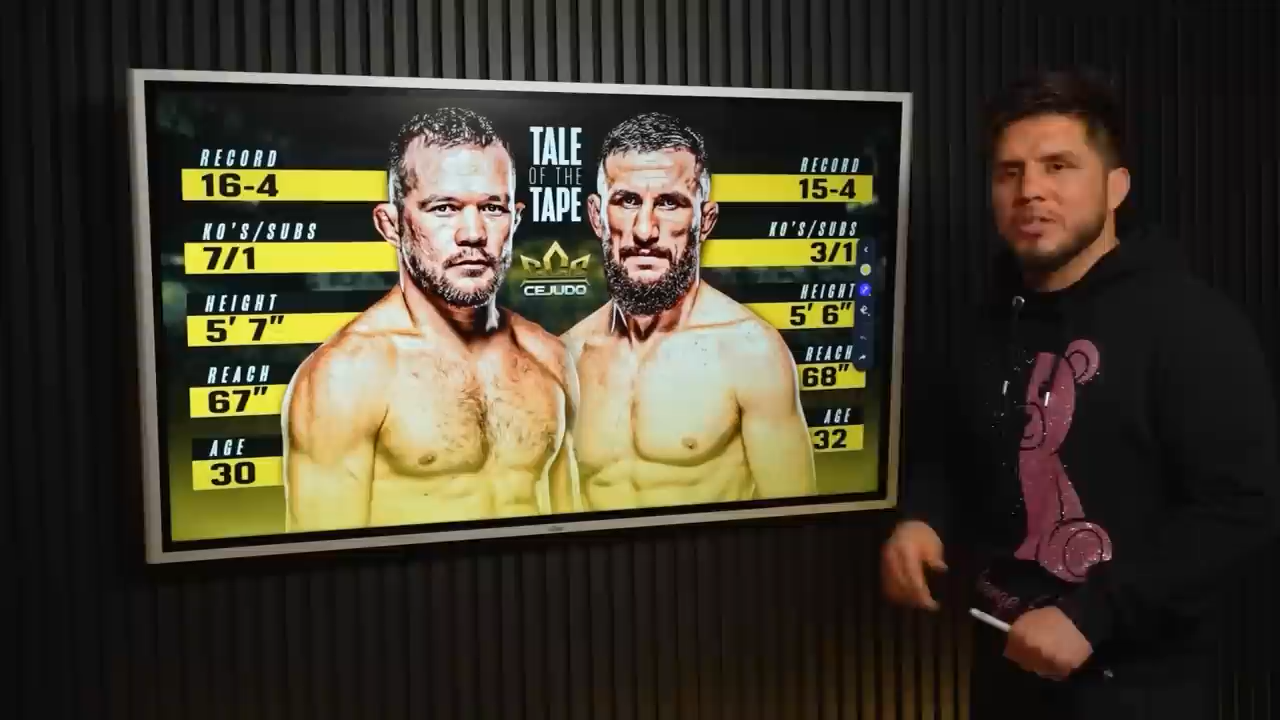 TALE
OF THE
TAPE
CEJUDO
RECORD
16-4
KO'S/SUBS
7/1
HEIGHT
5' 7"
REACH
67"
AGE
30
RECORD
15-4
KO'S/SUBS
3/1
HEIGHT
5' 6"
REACH
68"
AGE
32